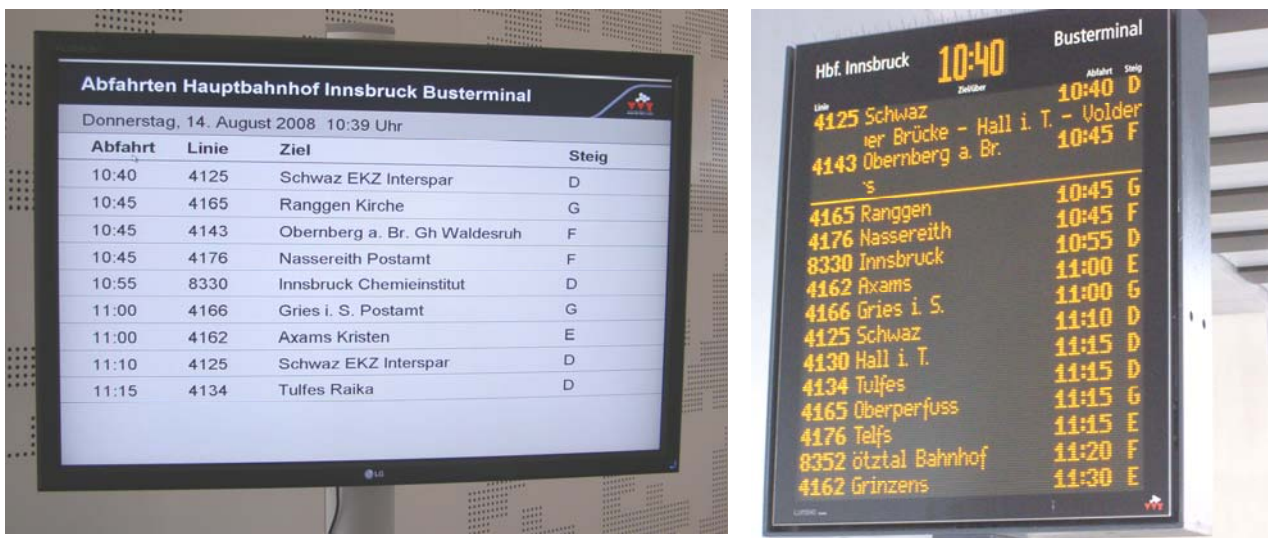 Abfahrten Hauptbahnhof Innsbruck Busterminal
Donnerstag, 14. August 2008 10:39 Uhr
Abfahrt Linie Ziel Steig
10:40 4125 Schwaz EKZ Interspar D
10:45 4165 Ranggen Kirche G
10:45 4143 Obernberg a. Br. Gh Waldesruh F
10:45 4176 Nassereith Postamt F
10:55 8330 Innsbruck Chemieinstitut D
11:00 4166 Gries i. S. Postamt G
11:00 4162 Axams Kristen E
11:10 4125 Schwaz EKZ Interspar D
11:15 4134 Tulfes Raika D
LG
Hbf. Innsbruck 10:40 Busterminal
Linie Ziel/über Abfahrt Steig
4125 Schwaz 10:40 D
er Brücke - Hall i. T. - Volder
4143 Obernberg a. Br. 10:45 F
's
4165 Ranggen 10:45 G
4176 Nassereith 10:45 F
8330 Innsbruck 10:55 D
4162 Axams 11:00 E
4166 Gries i. S. 11:00 G
4125 Schwaz 11:10 D
4130 Hall i. T. 11:15 D
4134 Tulfes 11:15 D
4165 Oberperfuss 11:15 G
4176 Telfs 11:15 E
8352 ötztal Bahnhof 11:20 F
4162 Grinzens 11:30 E